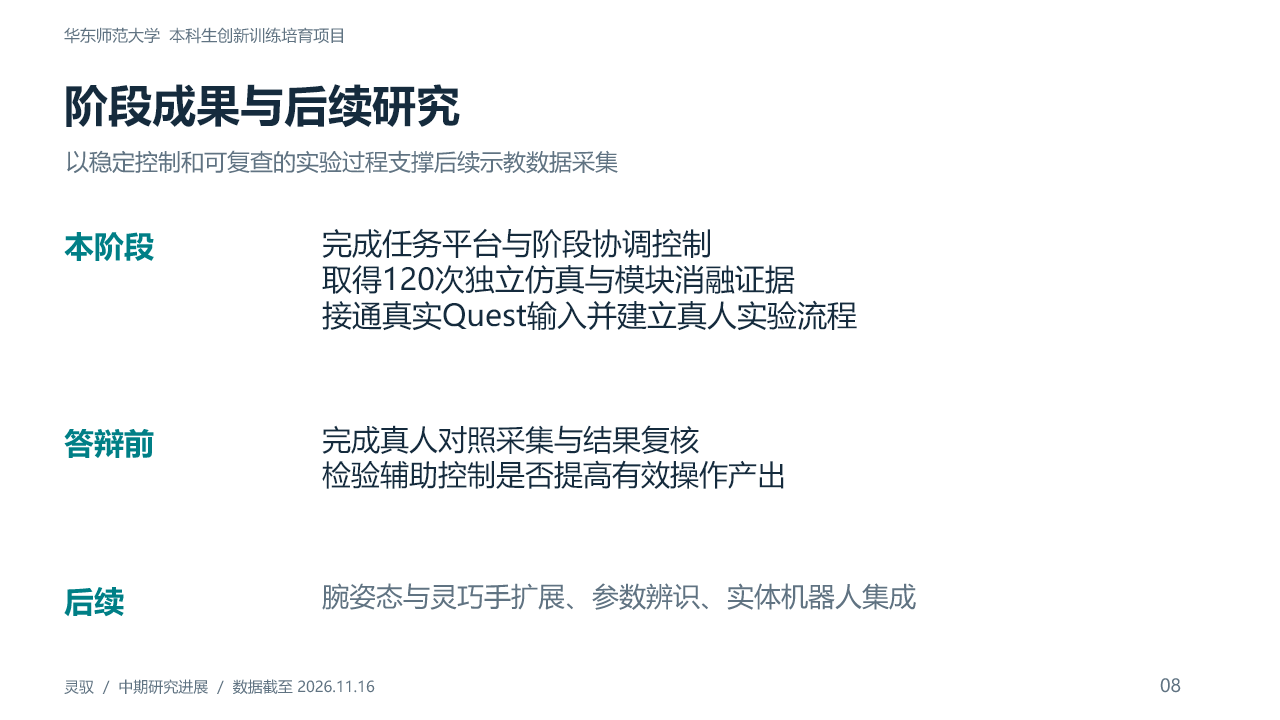 华东师范大学 本科生创新训练培育项目
阶段成果与后续研究
以稳定控制和可复查的实验过程支撑后续示教数据采集
本阶段
完成任务平台与阶段协调控制
取得120次独立仿真与模块消融证据
接通真实Quest输入并建立真人实验流程
答辩前
完成真人对照采集与结果复核
检验辅助控制是否提高有效操作产出
后续
腕姿态与灵巧手扩展、参数辨识、实体机器人集成
灵驭 / 中期研究进展 / 数据截至 2026.11.16
08